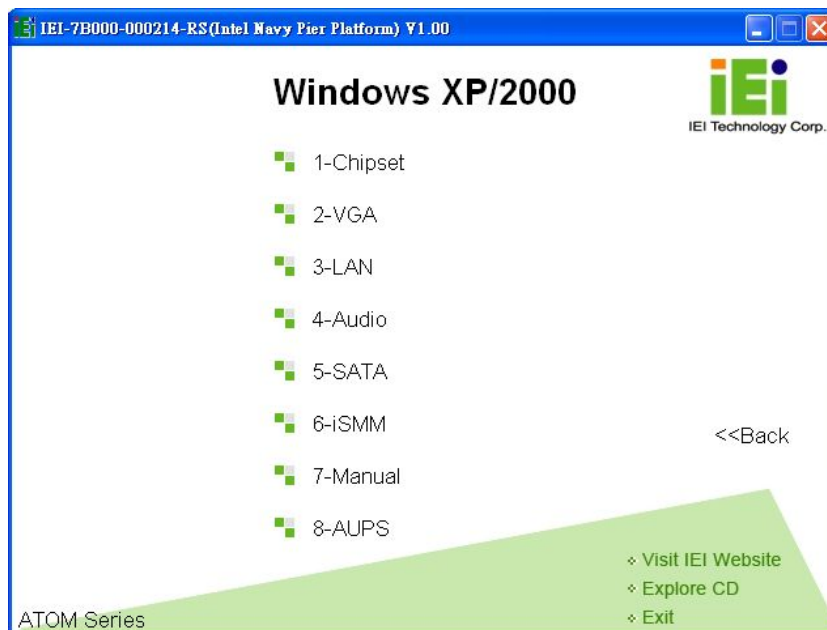 IEI-7B000-000214-RS(Intel Navy Pier Platform) V1.00
Windows XP/2000
iEi
IEI Technology Corp.
1-Chipset
2-VGA
3-LAN
4-Audio
5-SATA
6-iSMM
<<Back
7-Manual
8-AUPS
Visit IEI Website
Explore CD
Exit
ATOM Series